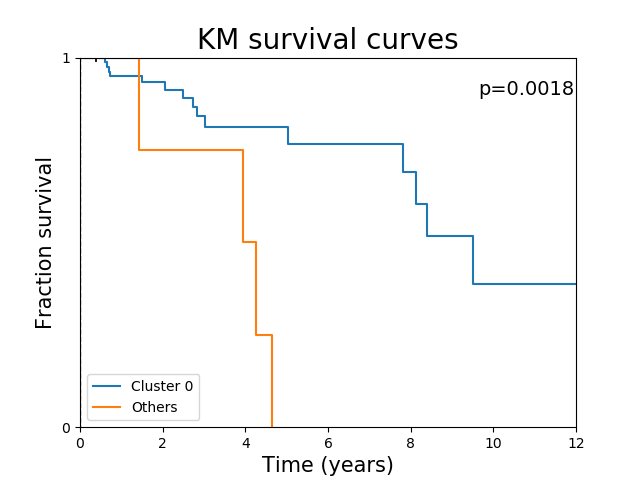 KM survival curves
p=0.0018
Fraction survival
1
0
Cluster 0
Others
0 2 4 6 8 10 12
Time (years)